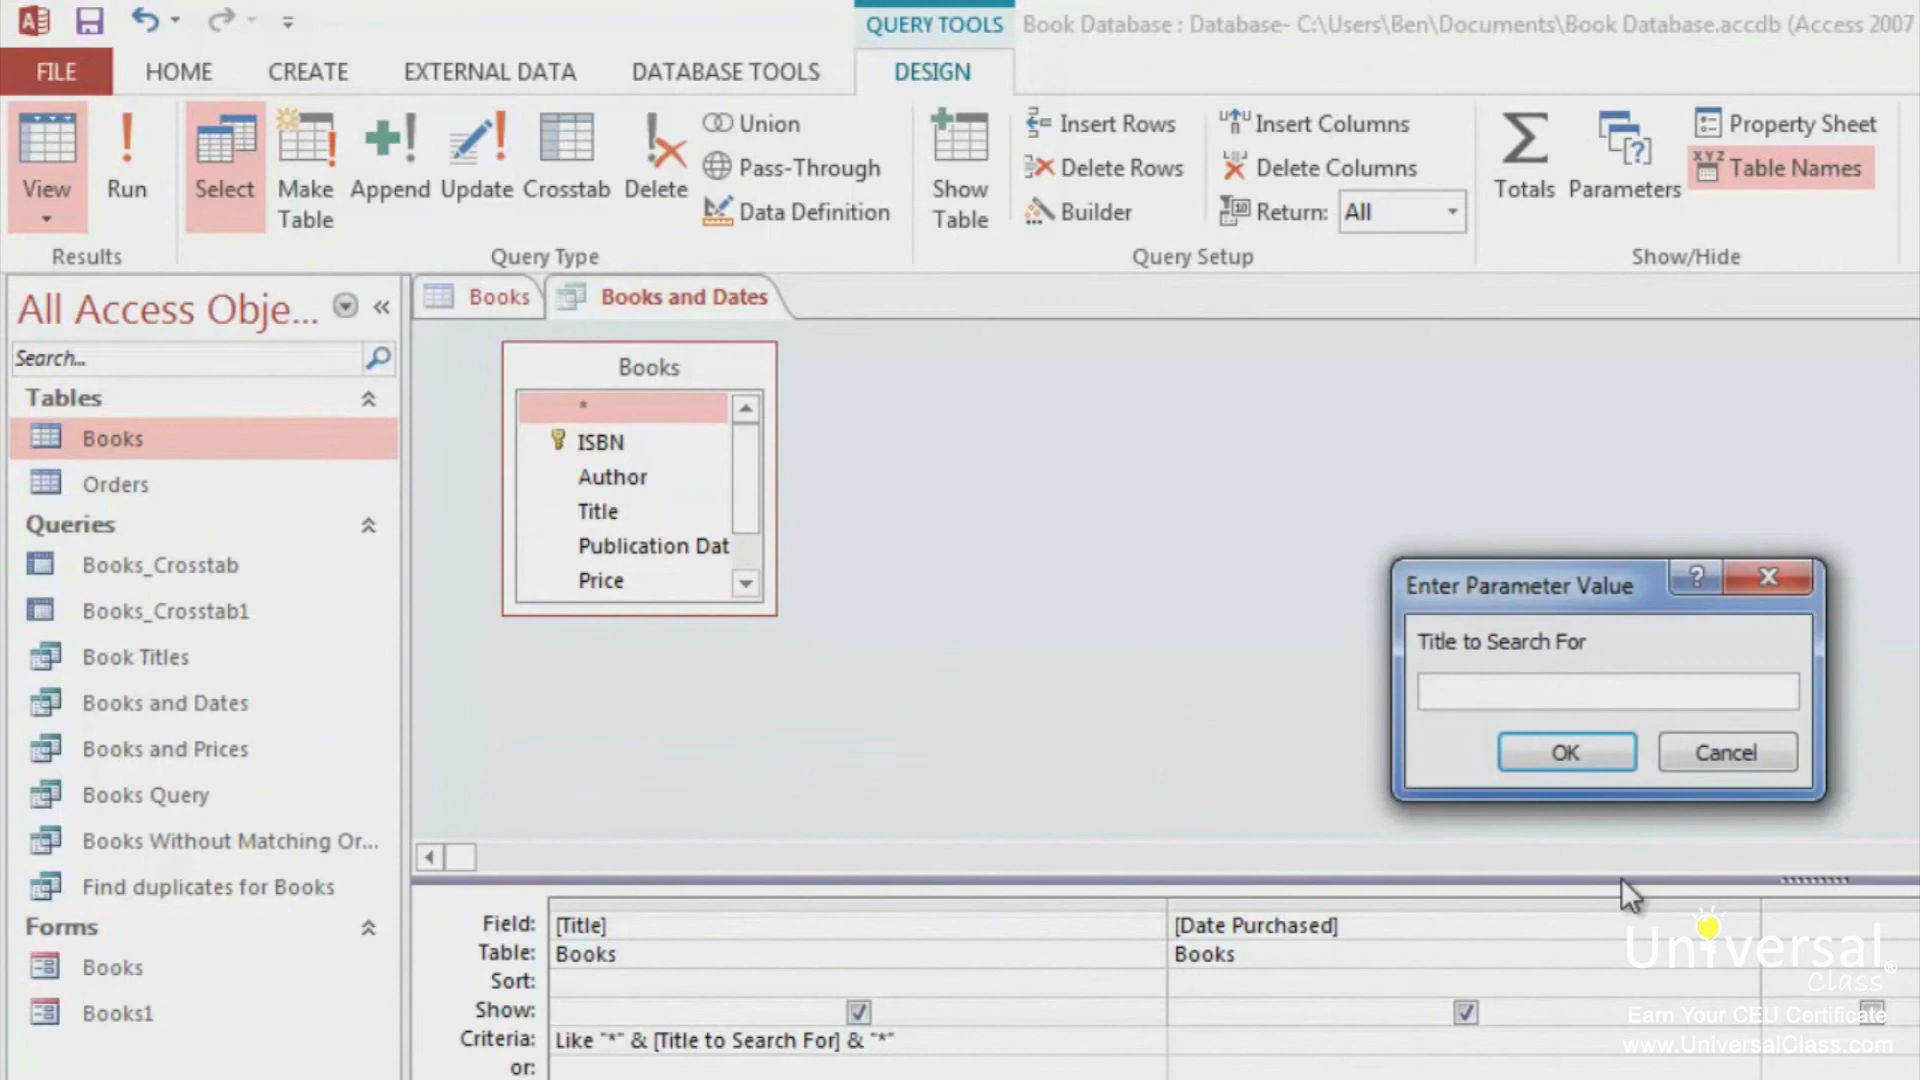 QUERY TOOLS
Book Database : Database- C:\Users\Ben\Documents\Book Database.accdb (Access 2007
FILE
HOME
CREATE
EXTERNAL DATA
DATABASE TOOLS
DESIGN
View
Run
Select
Make
Table
Append
Update
Crosstab
Delete
Union
Pass-Through
Data Definition
Show
Table
Insert Rows
Delete Rows
Builder
Insert Columns
Delete Columns
Return: All
Totals
Parameters
Property Sheet
Table Names
Results
Query Type
Query Setup
Show/Hide
All Access Obje...
Search...
Tables
Books
Orders
Queries
Books_Crosstab
Books_Crosstab1
Book Titles
Books and Dates
Books and Prices
Books Query
Books Without Matching Or...
Find duplicates for Books
Forms
Books
Books1
Books
Books and Dates
Books
*
ISBN
Author
Title
Publication Dat
Price
Enter Parameter Value
Title to Search For
OK
Cancel
Field: [Title] [Date Purchased]
Table: Books Books
Sort:
Show:
Criteria: Like "*" & [Title to Search For] & "*"
or:
Universal
Class®
Earn Your CEU Certificate
www.UniversalClass.com